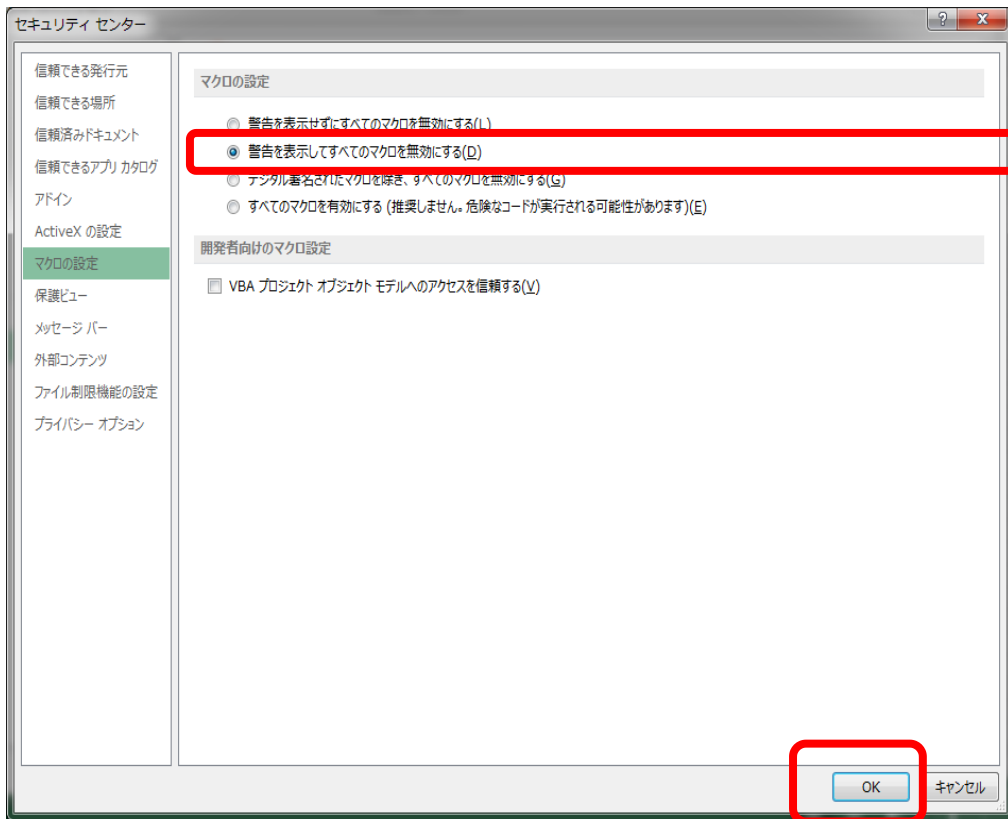 セキュリティ センター
信頼できる発行元
信頼できる場所
信頼済みドキュメント
信頼できるアプリ カタログ
アドイン
ActiveX の設定
マクロの設定
保護ビュー
メッセージ バー
外部コンテンツ
ファイル制限機能の設定
プライバシー オプション
マクロの設定
警告を表示せずにすべてのマクロを無効にする(L)
警告を表示してすべてのマクロを無効にする(D)
デジタル署名されたマクロを除き、すべてのマクロを無効にする(G)
すべてのマクロを有効にする (推奨しません。危険なコードが実行される可能性があります)(E)
開発者向けのマクロ設定
VBA プロジェクト オブジェクト モデルへのアクセスを信頼する(V)
OK
キャンセル